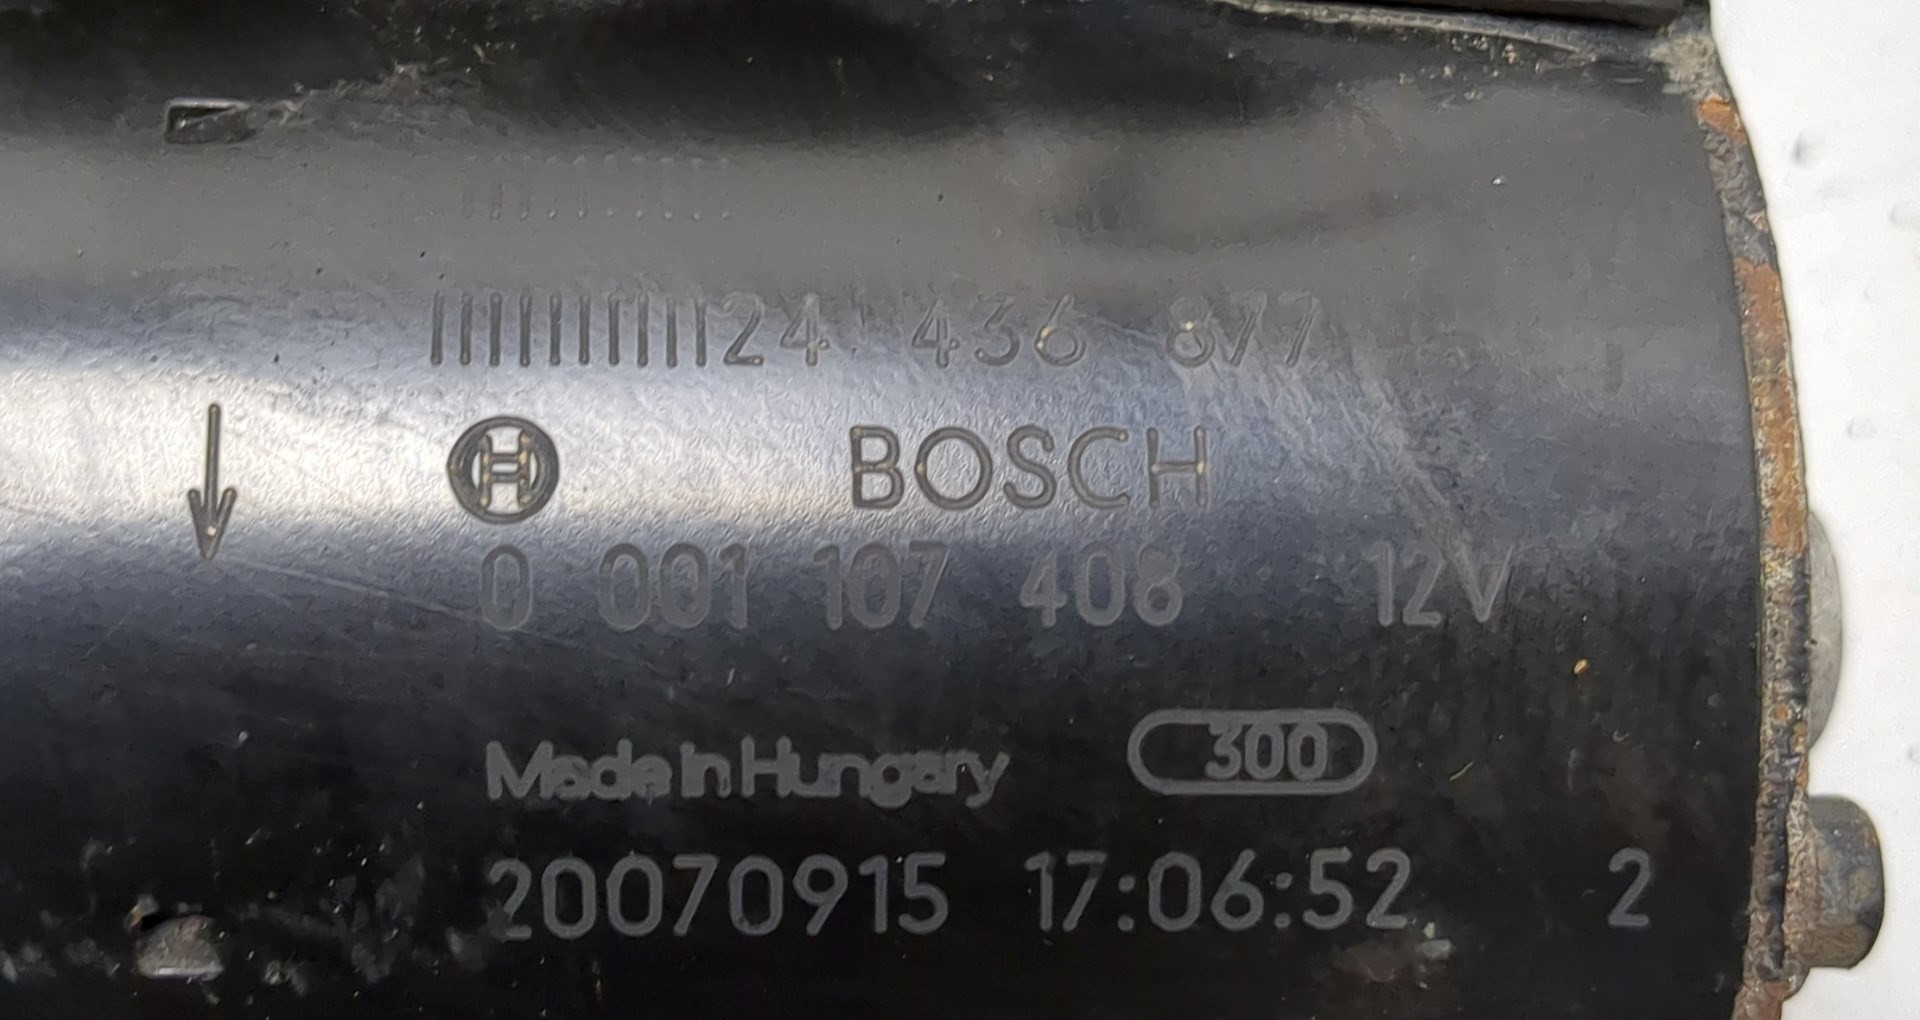 24 436 877
BOSCH
0 001 107 408 12V
Made in Hungary 300
20070915 17:06:52 2